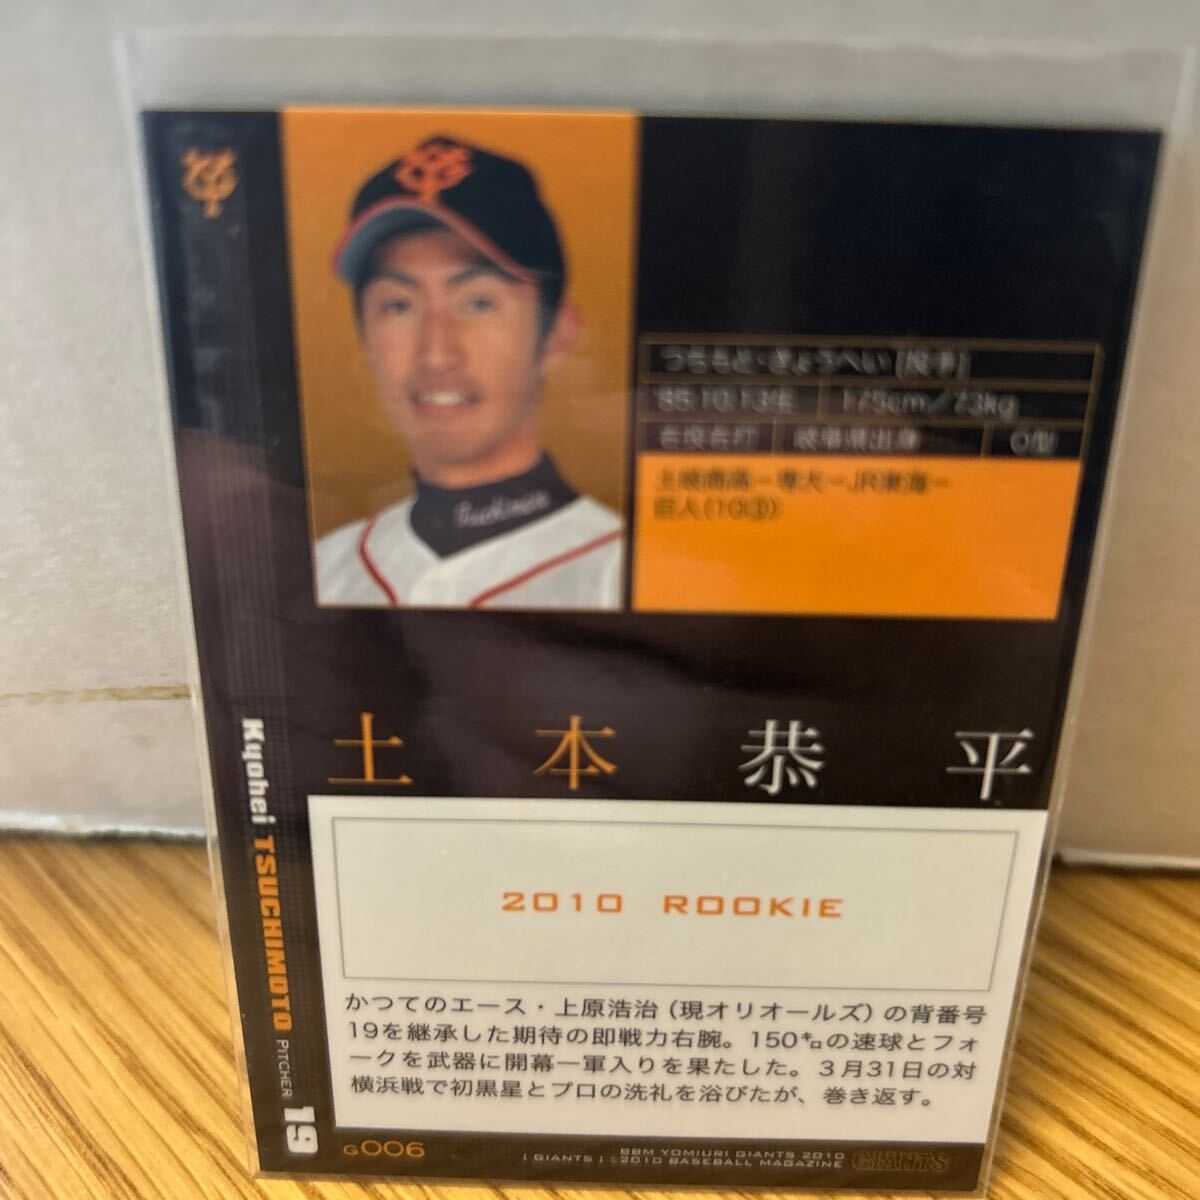 つちもと・きょうへい [投手]
'85.10.13生 175cm／73kg
右投右打 岐阜県出身 O型
土岐商高－専大－JR東海－
巨人(10③)
Tsuchimoto
土本恭平
Kyohei TSUCHIMOTO PITCHER 19
2010 ROOKIE
かつてのエース・上原浩治（現オリオールズ）の背番号
19を継承した期待の即戦力右腕。150㌔の速球とフォ
ークを武器に開幕一軍入りを果たした。3月31日の対
横浜戦で初黒星とプロの洗礼を浴びたが、巻き返す。
G006
BBM YOMIURI GIANTS 2010
[ GIANTS ] ©2010 BASEBALL MAGAZINE
GIANTS